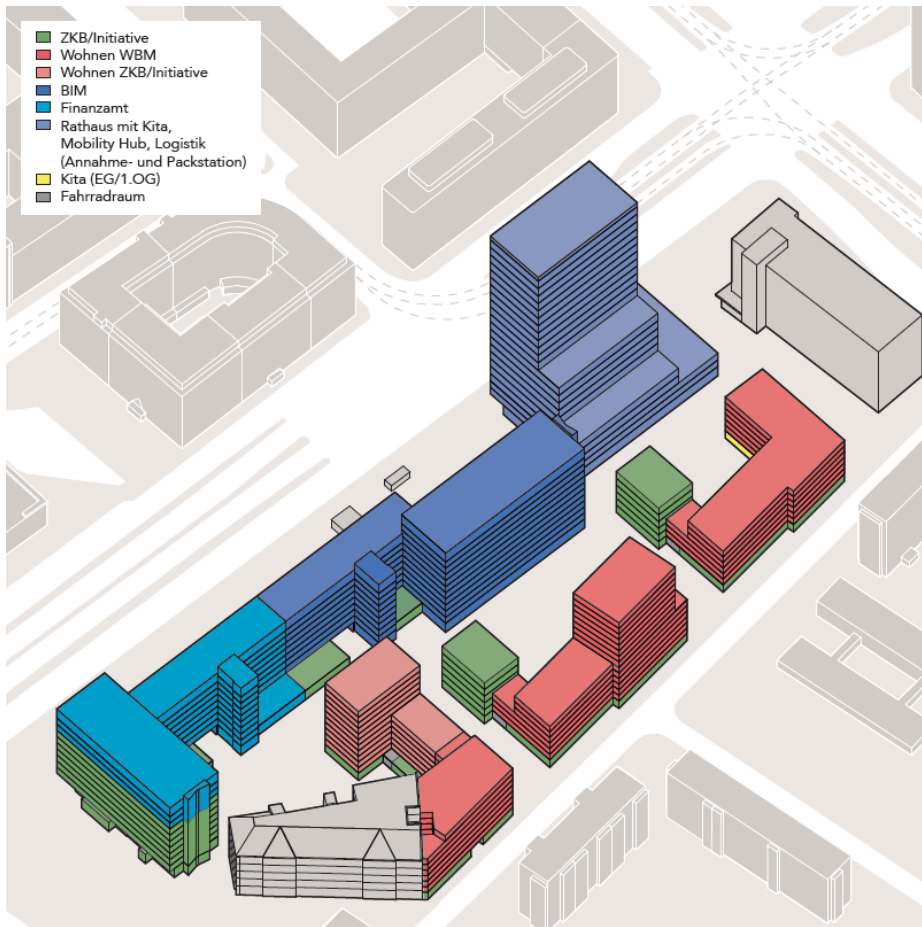 ZKB/Initiative
Wohnen WBM
Wohnen ZKB/Initiative
BIM
Finanzamt
Rathaus mit Kita,
Mobility Hub, Logistik
(Annahme- und Packstation)
Kita (EG/1.OG)
Fahrradraum